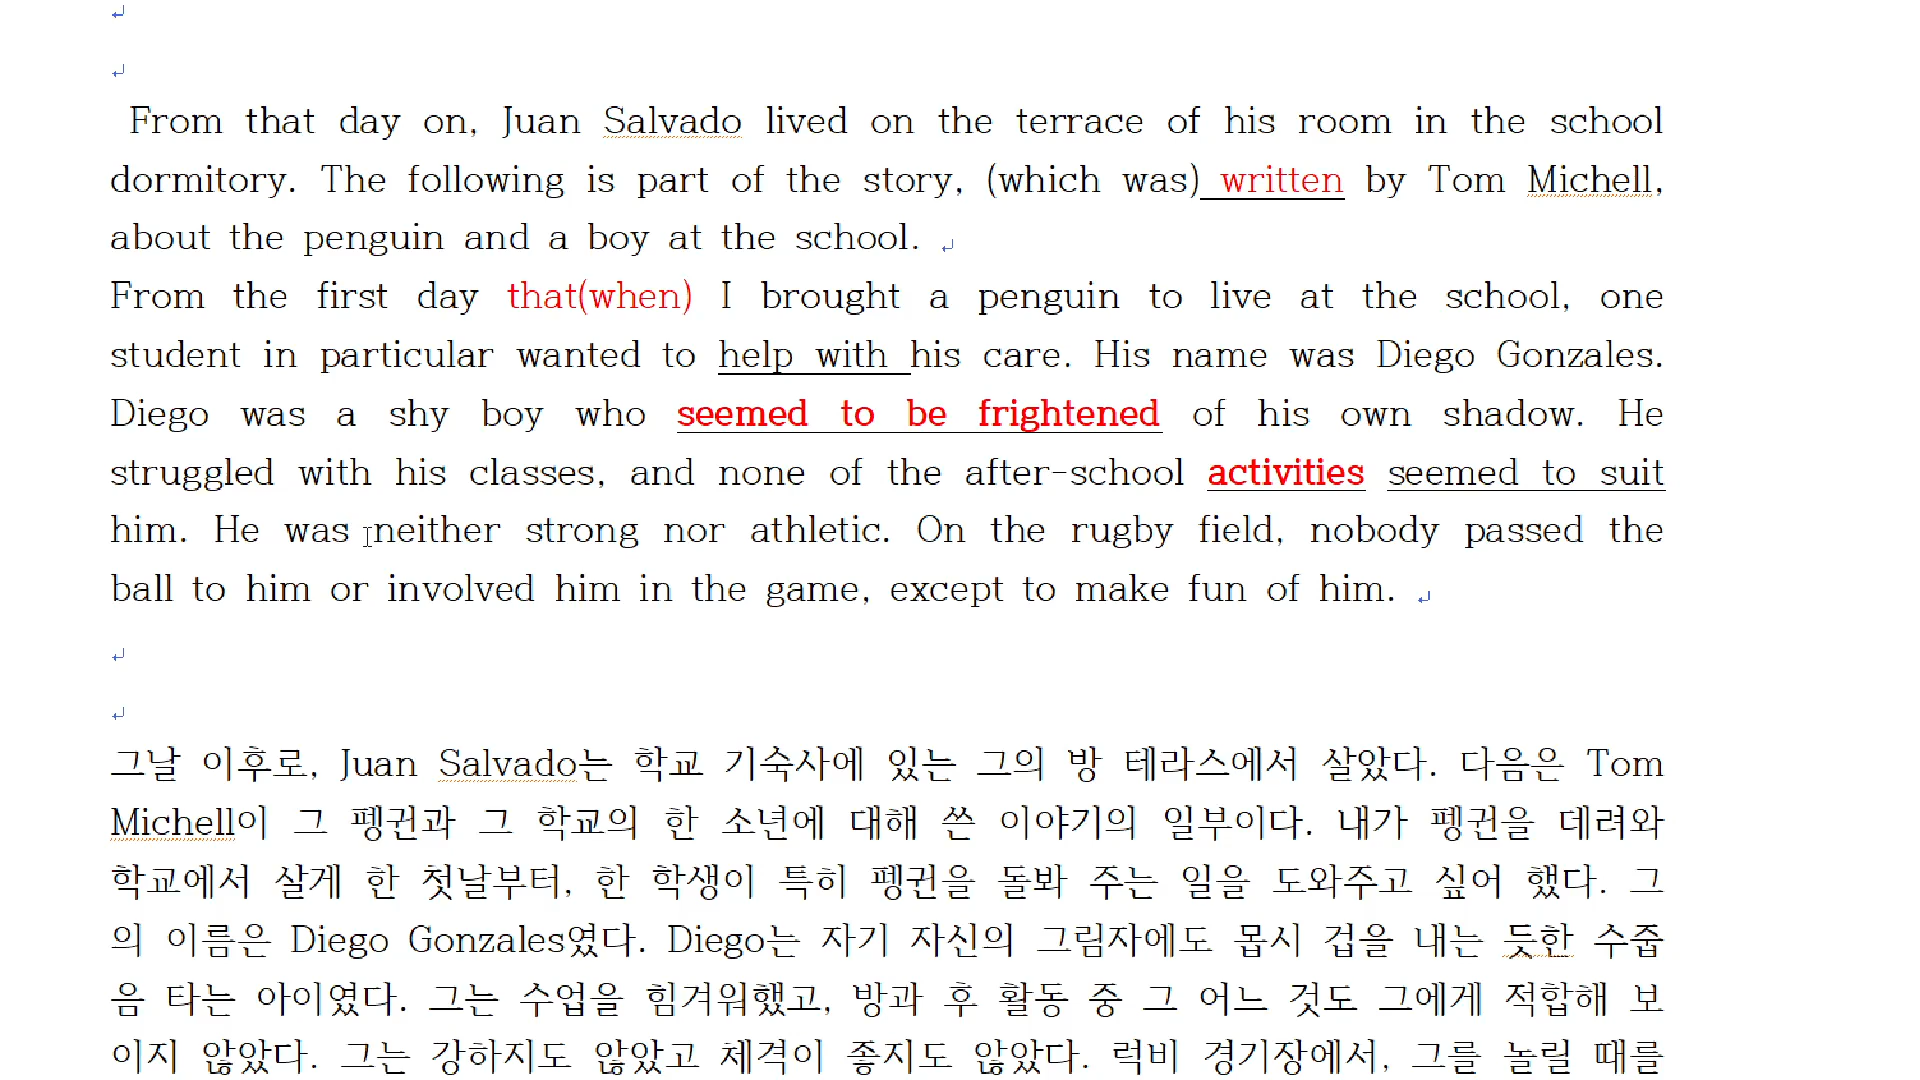 From that day on, Juan Salvado lived on the terrace of his room in the school
dormitory. The following is part of the story, (which was) written by Tom Michell,
about the penguin and a boy at the school.
From the first day that(when) I brought a penguin to live at the school, one
student in particular wanted to help with his care. His name was Diego Gonzales.
Diego was a shy boy who seemed to be frightened of his own shadow. He
struggled with his classes, and none of the after-school activities seemed to suit
him. He was neither strong nor athletic. On the rugby field, nobody passed the
ball to him or involved him in the game, except to make fun of him.
그날 이후로, Juan Salvado는 학교 기숙사에 있는 그의 방 테라스에서 살았다. 다음은 Tom
Michell이 그 펭귄과 그 학교의 한 소년에 대해 쓴 이야기의 일부이다. 내가 펭귄을 데려와
학교에서 살게 한 첫날부터, 한 학생이 특히 펭귄을 돌봐 주는 일을 도와주고 싶어 했다. 그
의 이름은 Diego Gonzales였다. Diego는 자기 자신의 그림자에도 몹시 겁을 내는 듯한 수줍
음 타는 아이였다. 그는 수업을 힘겨워했고, 방과 후 활동 중 그 어느 것도 그에게 적합해 보
이지 않았다. 그는 강하지도 않았고 체격이 좋지도 않았다. 럭비 경기장에서, 그를 놀릴 때를